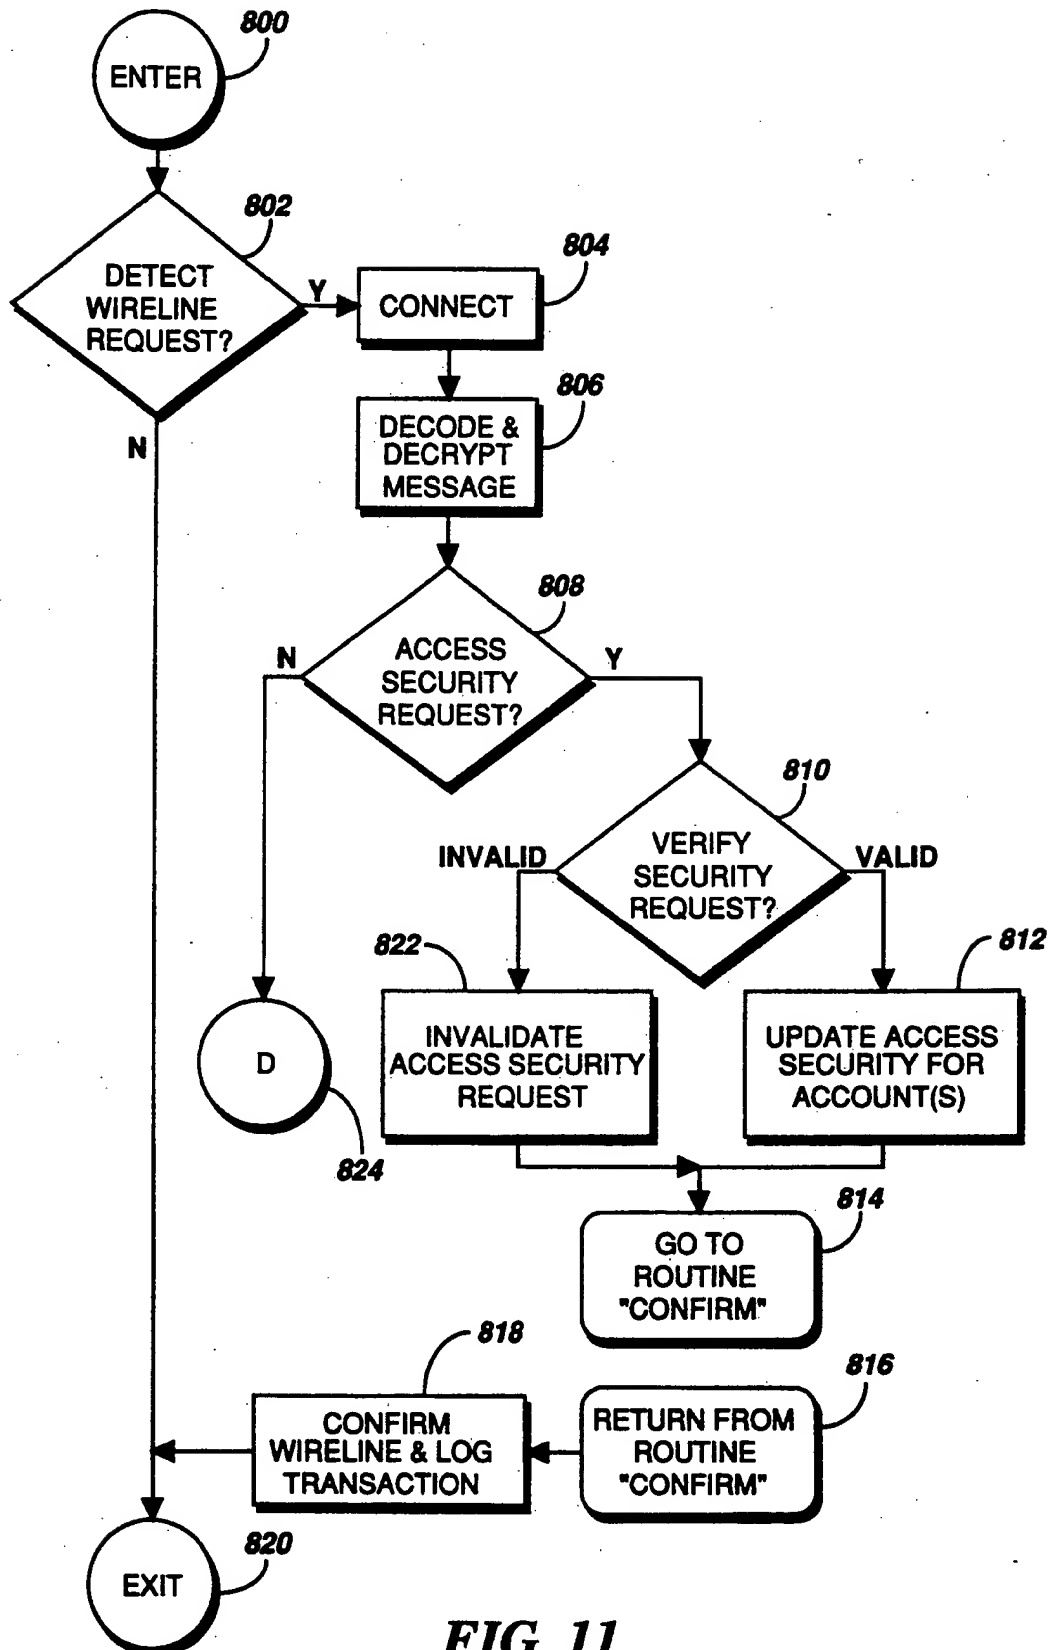 800
ENTER
802
DETECT
WIRELINE
REQUEST?
Y
N
804
CONNECT
806
DECODE &
DECRYPT
MESSAGE
808
ACCESS
SECURITY
REQUEST?
N
Y
810
VERIFY
SECURITY
REQUEST?
INVALID
VALID
822
INVALIDATE
ACCESS SECURITY
REQUEST
812
UPDATE ACCESS
SECURITY FOR
ACCOUNT(S)
D
824
814
GO TO
ROUTINE
"CONFIRM"
816
RETURN FROM
ROUTINE
"CONFIRM"
818
CONFIRM
WIRELINE & LOG
TRANSACTION
820
EXIT
FIG. 11